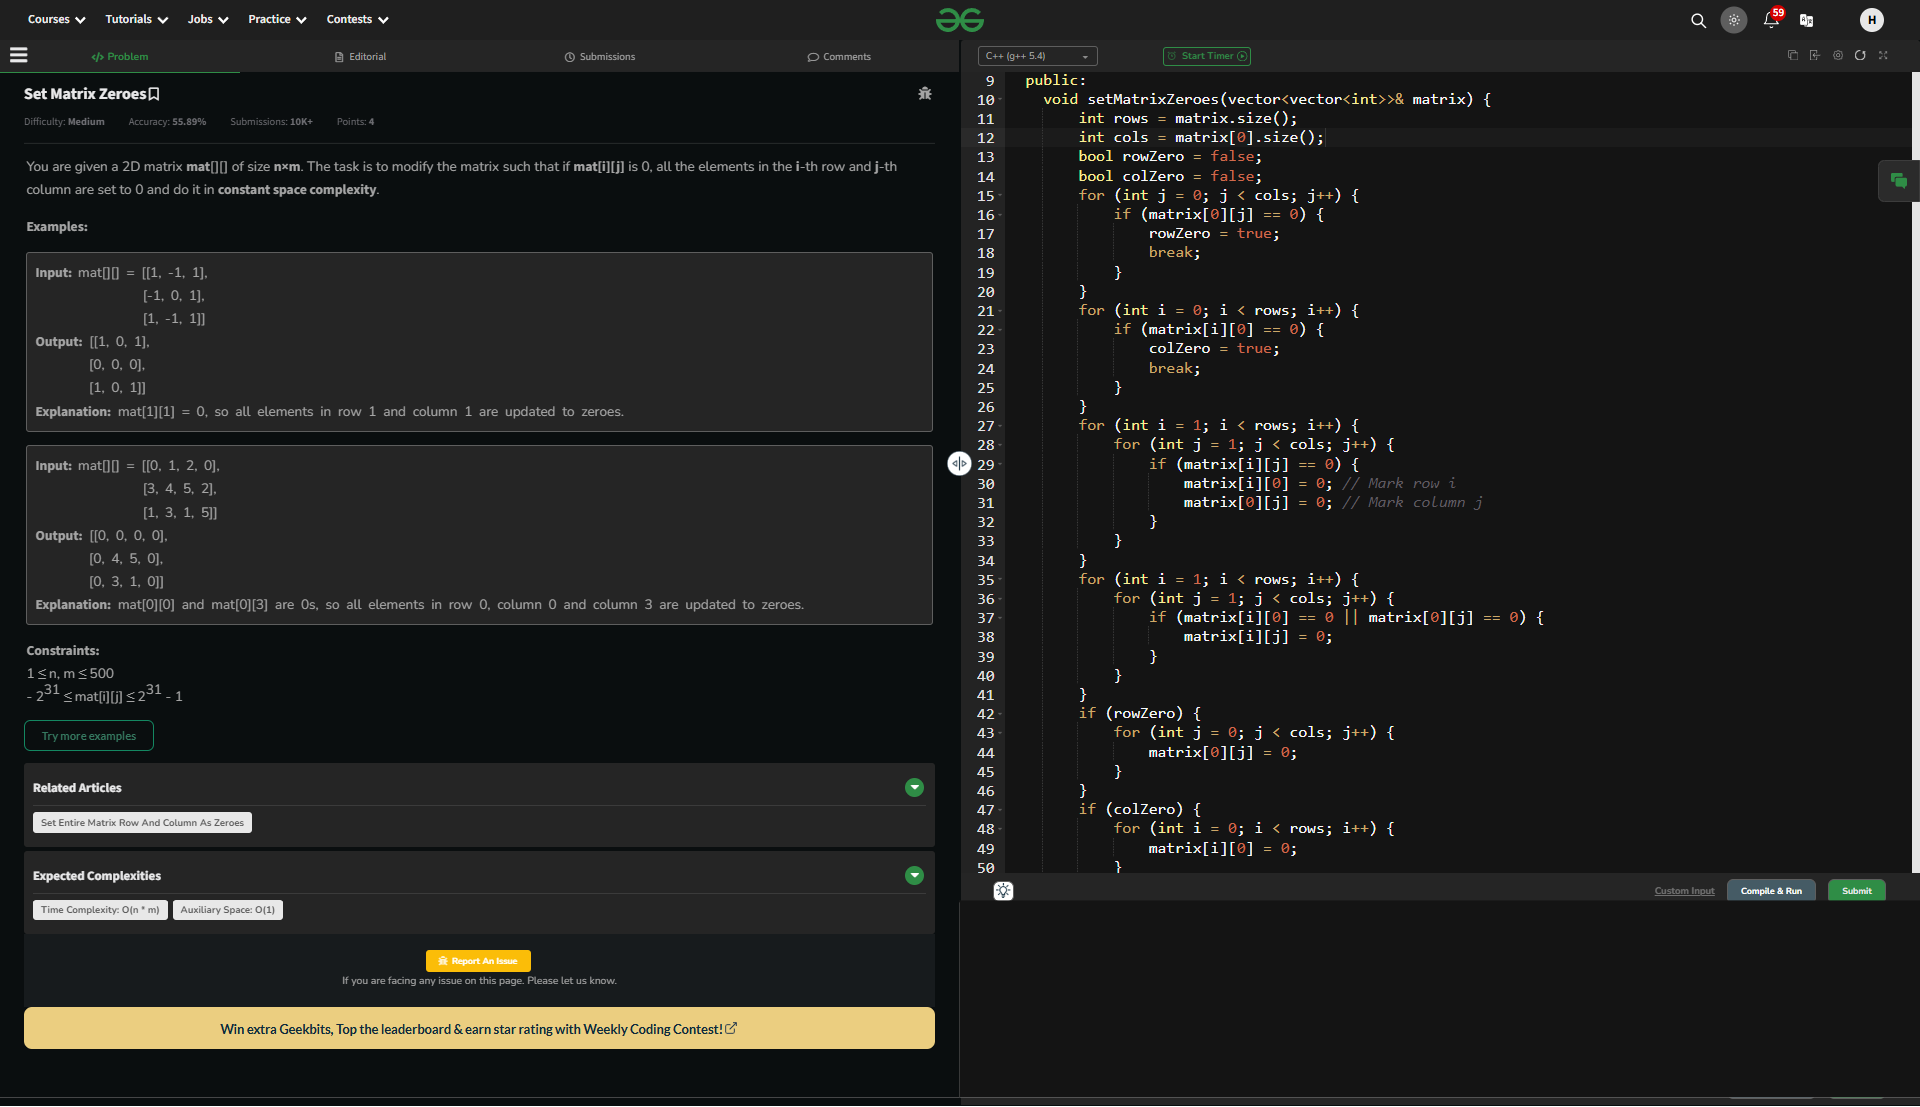 Courses Tutorials Jobs Practice Contests
59
H
Problem Editorial Submissions Comments
C++ (g++ 5.4) Start Timer
Set Matrix Zeroes
Difficulty: Medium Accuracy: 55.89% Submissions: 10K+ Points: 4
You are given a 2D matrix mat[][] of size n×m. The task is to modify the matrix such that if mat[i][j] is 0, all the elements in the i-th row and j-th
column are set to 0 and do it in constant space complexity.
Examples:
Input: mat[][] = [[1, -1, 1],
[-1, 0, 1],
[1, -1, 1]]
Output: [[1, 0, 1],
[0, 0, 0],
[1, 0, 1]]
Explanation: mat[1][1] = 0, so all elements in row 1 and column 1 are updated to zeroes.
Input: mat[][] = [[0, 1, 2, 0],
[3, 4, 5, 2],
[1, 3, 1, 5]]
Output: [[0, 0, 0, 0],
[0, 4, 5, 0],
[0, 3, 1, 0]]
Explanation: mat[0][0] and mat[0][3] are 0s, so all elements in row 0, column 0 and column 3 are updated to zeroes.
Constraints:
1 ≤ n, m ≤ 500
- 2^31 ≤ mat[i][j] ≤ 2^31 - 1
Try more examples
Related Articles
Set Entire Matrix Row And Column As Zeroes
Expected Complexities
Time Complexity: O(n * m) Auxiliary Space: O(1)
Report An Issue
If you are facing any issue on this page. Please let us know.
Win extra Geekbits, Top the leaderboard & earn star rating with Weekly Coding Contest!
9 public:
10 void setMatrixZeroes(vector<vector<int>>& matrix) {
11 int rows = matrix.size();
12 int cols = matrix[0].size();
13 bool rowZero = false;
14 bool colZero = false;
15 for (int j = 0; j < cols; j++) {
16 if (matrix[0][j] == 0) {
17 rowZero = true;
18 break;
19 }
20 }
21 for (int i = 0; i < rows; i++) {
22 if (matrix[i][0] == 0) {
23 colZero = true;
24 break;
25 }
26 }
27 for (int i = 1; i < rows; i++) {
28 for (int j = 1; j < cols; j++) {
29 if (matrix[i][j] == 0) {
30 matrix[i][0] = 0; // Mark row i
31 matrix[0][j] = 0; // Mark column j
32 }
33 }
34 }
35 for (int i = 1; i < rows; i++) {
36 for (int j = 1; j < cols; j++) {
37 if (matrix[i][0] == 0 || matrix[0][j] == 0) {
38 matrix[i][j] = 0;
39 }
40 }
41 }
42 if (rowZero) {
43 for (int j = 0; j < cols; j++) {
44 matrix[0][j] = 0;
45 }
46 }
47 if (colZero) {
48 for (int i = 0; i < rows; i++) {
49 matrix[i][0] = 0;
50 }
Custom Input Compile & Run Submit